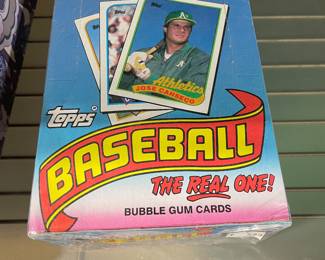 Athletics
JOSE CANSECO
Topps
BASEBALL
THE REAL ONE!
BUBBLE GUM CARDS